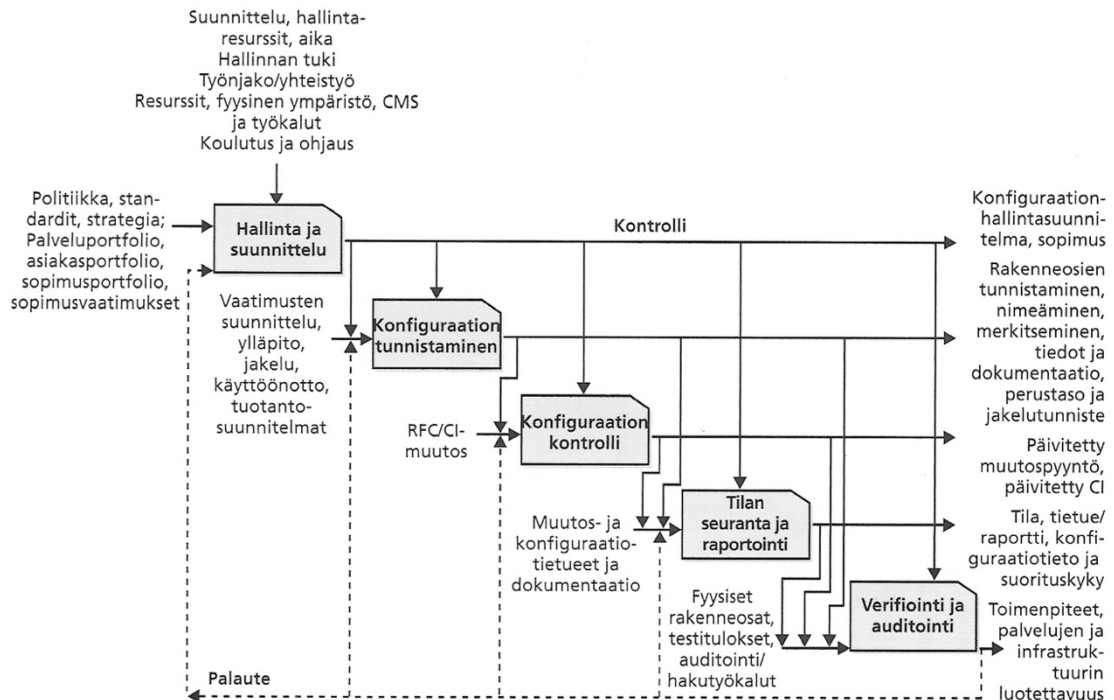 Suunnittelu, hallinta-
resurssit, aika
Hallinnan tuki
Työnjako/yhteistyö
Resurssit, fyysinen ympäristö, CMS
ja työkalut
Koulutus ja ohjaus
Politiikka, stan-
dardit, strategia;
Palveluportfolio,
asiakasportfolio,
sopimusportfolio,
sopimusvaatimukset
Hallinta ja
suunnittelu
Kontrolli
Konfiguraation-
hallintasuunni-
telma, sopimus
Vaatimusten
suunnittelu,
ylläpito,
jakelu,
käyttöönotto,
tuotanto-
suunnitelmat
Konfiguraation
tunnistaminen
Rakenneosien
tunnistaminen,
nimeäminen,
merkitseminen,
tiedot ja
dokumentaatio,
perustaso ja
jakelutunniste
RFC/CI-
muutos
Konfiguraation
kontrolli
Päivitetty
muutospyyntö,
päivitetty CI
Muutos- ja
konfiguraatio-
tietueet ja
dokumentaatio
Tilan
seuranta ja
raportointi
Tila, tietue/
raportti, konfi-
guraatiotieto ja
suorituskyky
Fyysiset
rakenneosat,
testitulokset,
auditointi/
hakutyökalut
Verifiointi ja
auditointi
Toimenpiteet,
palvelujen ja
infrastruk-
tuurin
luotettavuus
Palaute